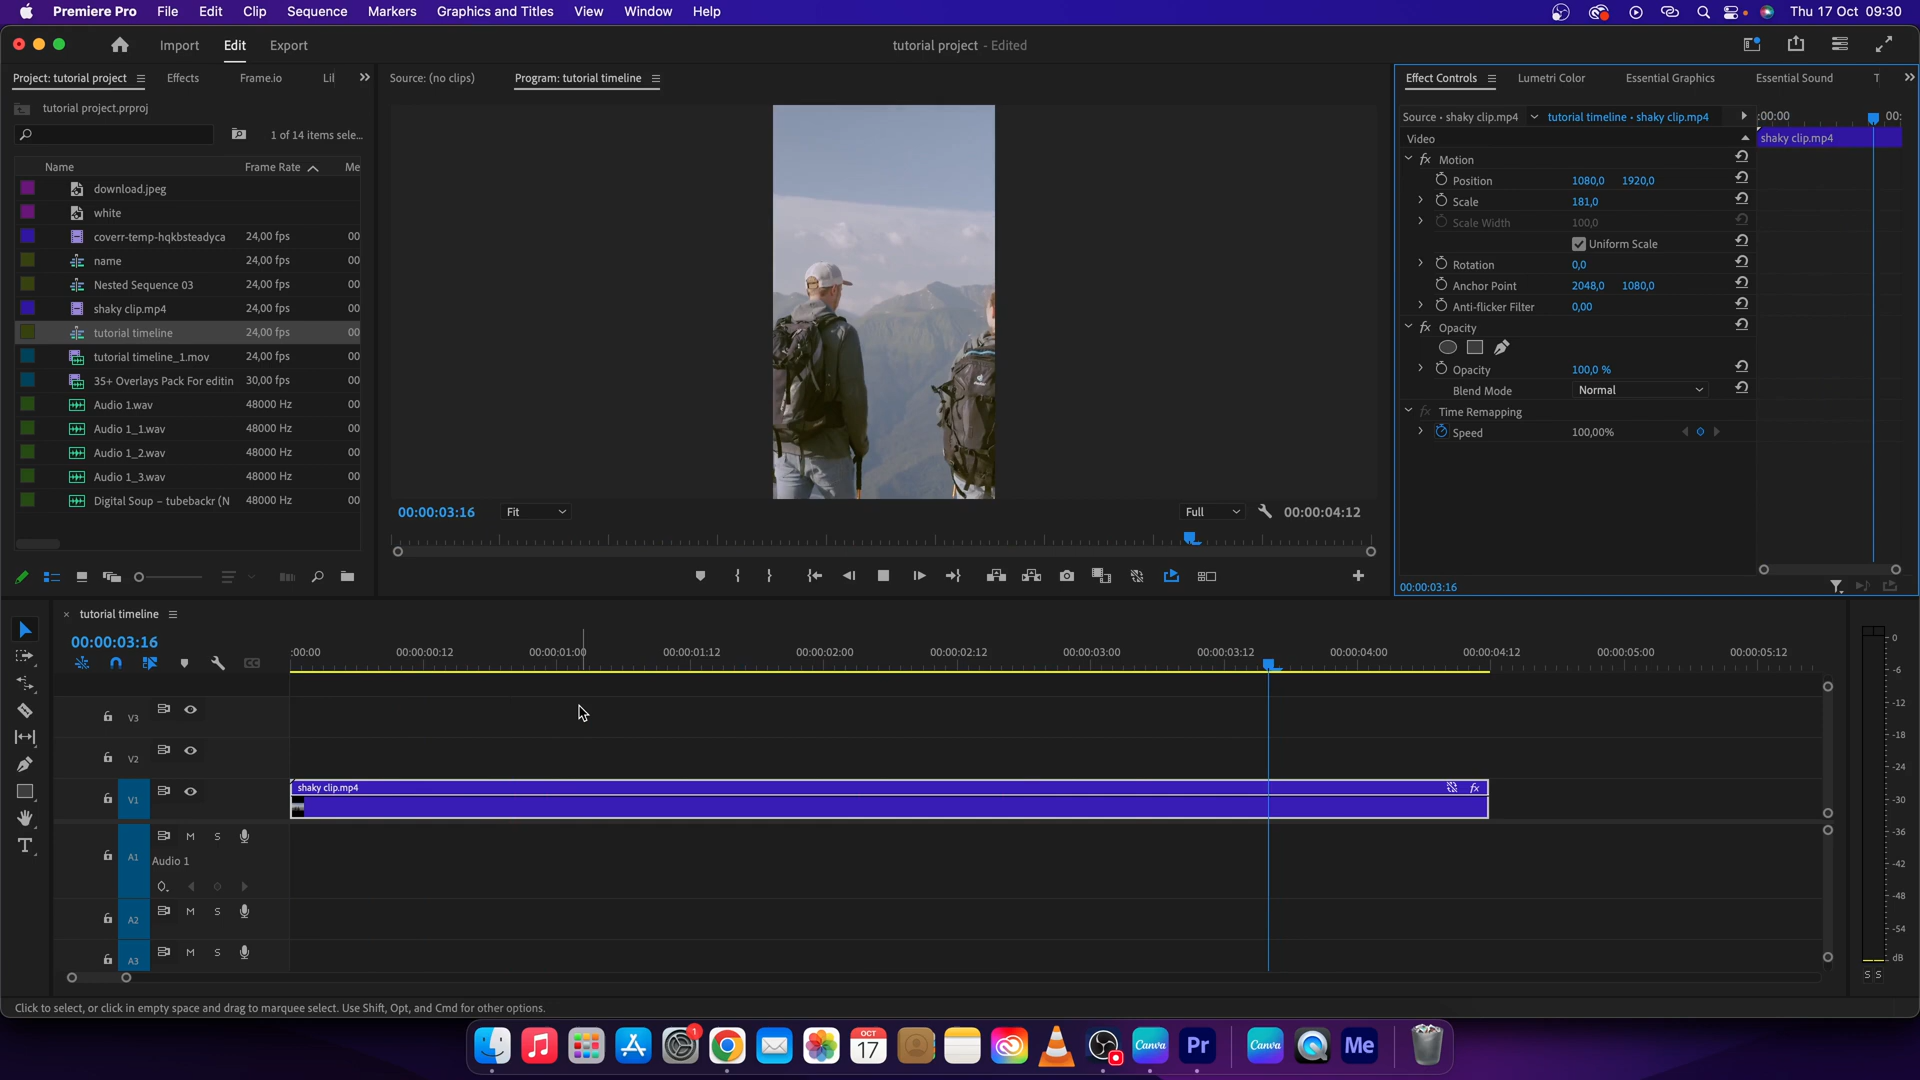 Premiere Pro File Edit Clip Sequence Markers Graphics and Titles View Window Help Thu 17 Oct 09:30
Import Edit Export tutorial project - Edited
Project: tutorial project Effects Frame.io Lil
Source: (no clips) Program: tutorial timeline
Effect Controls Lumetri Color Essential Graphics Essential Sound T
tutorial project.prproj
1 of 14 items sele...
Name Frame Rate Me
download.jpeg
white
coverr-temp-hqkbsteadyca 24,00 fps 00
name 24,00 fps 00
Nested Sequence 03 24,00 fps 00
shaky clip.mp4 24,00 fps 00
tutorial timeline 24,00 fps 00
tutorial timeline_1.mov 24,00 fps 00
35+ Overlays Pack For editin 30,00 fps 00
Audio 1.wav 48000 Hz 00
Audio 1_1.wav 48000 Hz 00
Audio 1_2.wav 48000 Hz 00
Audio 1_3.wav 48000 Hz 00
Digital Soup – tubebackr (N 48000 Hz 00
00:00:03:16 Fit Full 00:00:04:12
Source • shaky clip.mp4 tutorial timeline • shaky clip.mp4 :00:00 00:
Video shaky clip.mp4
fx Motion
Position 1080,0 1920,0
Scale 181,0
Scale Width 100,0
Uniform Scale
Rotation 0,0
Anchor Point 2048,0 1080,0
Anti-flicker Filter 0,00
fx Opacity
Opacity 100,0 %
Blend Mode Normal
fx Time Remapping
Speed 100,00%
00:00:03:16
tutorial timeline
00:00:03:16
:00:00 00:00:00:12 00:00:01:00 00:00:01:12 00:00:02:00 00:00:02:12 00:00:03:00 00:00:03:12 00:00:04:00 00:00:04:12 00:00:05:00 00:00:05:12
V3
V2
V1 shaky clip.mp4 fx
A1 M S
Audio 1
A2 M S
A3 M S
0
-6
-12
-18
-24
-30
-36
-42
-48
-54
dB
S S
Click to select, or click in empty space and drag to marquee select. Use Shift, Opt, and Cmd for other options.
1 OCT 17 Canva Pr Canva Me